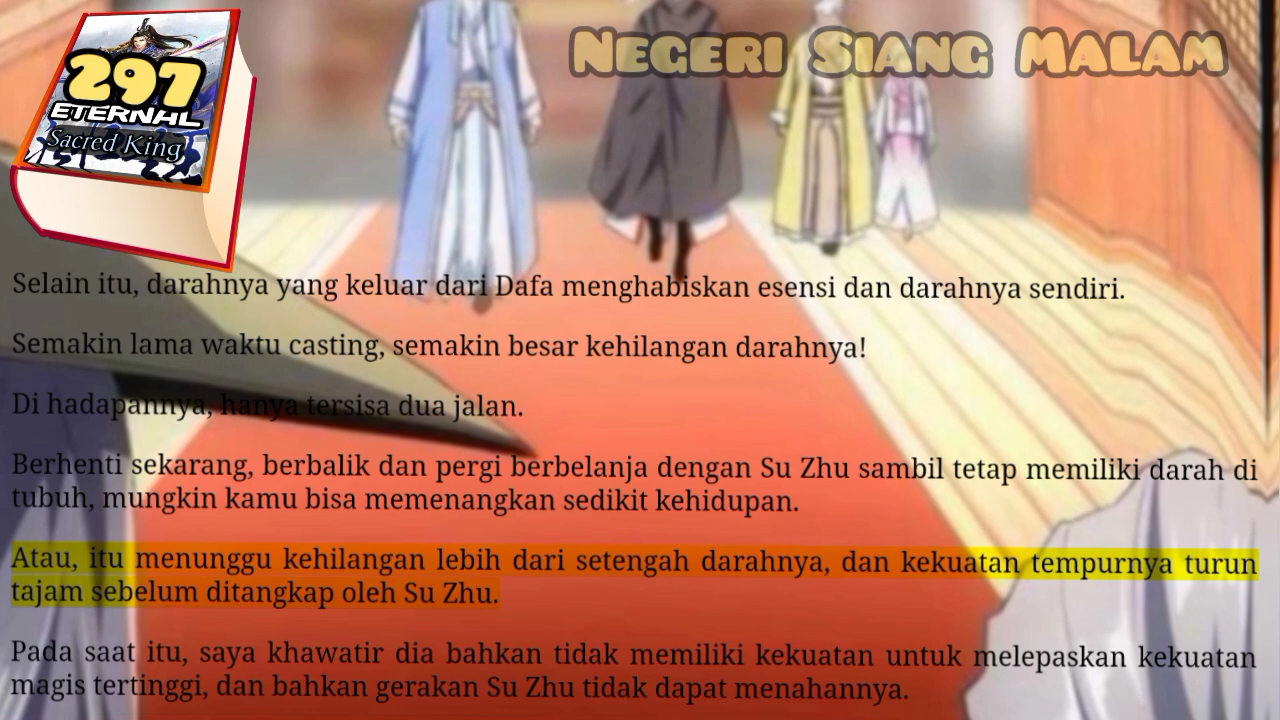 297
ETERNAL
Sacred King
NEGERI SIANG MALAM
Selain itu, darahnya yang keluar dari Dafa menghabiskan esensi dan darahnya sendiri.
Semakin lama waktu casting, semakin besar kehilangan darahnya!
Di hadapannya, hanya tersisa dua jalan.
Berhenti sekarang, berbalik dan pergi berbelanja dengan Su Zhu sambil tetap memiliki darah di
tubuh, mungkin kamu bisa memenangkan sedikit kehidupan.
Atau, itu menunggu kehilangan lebih dari setengah darahnya, dan kekuatan tempurnya turun
tajam sebelum ditangkap oleh Su Zhu.
Pada saat itu, saya khawatir dia bahkan tidak memiliki kekuatan untuk melepaskan kekuatan
magis tertinggi, dan bahkan gerakan Su Zhu tidak dapat menahannya.